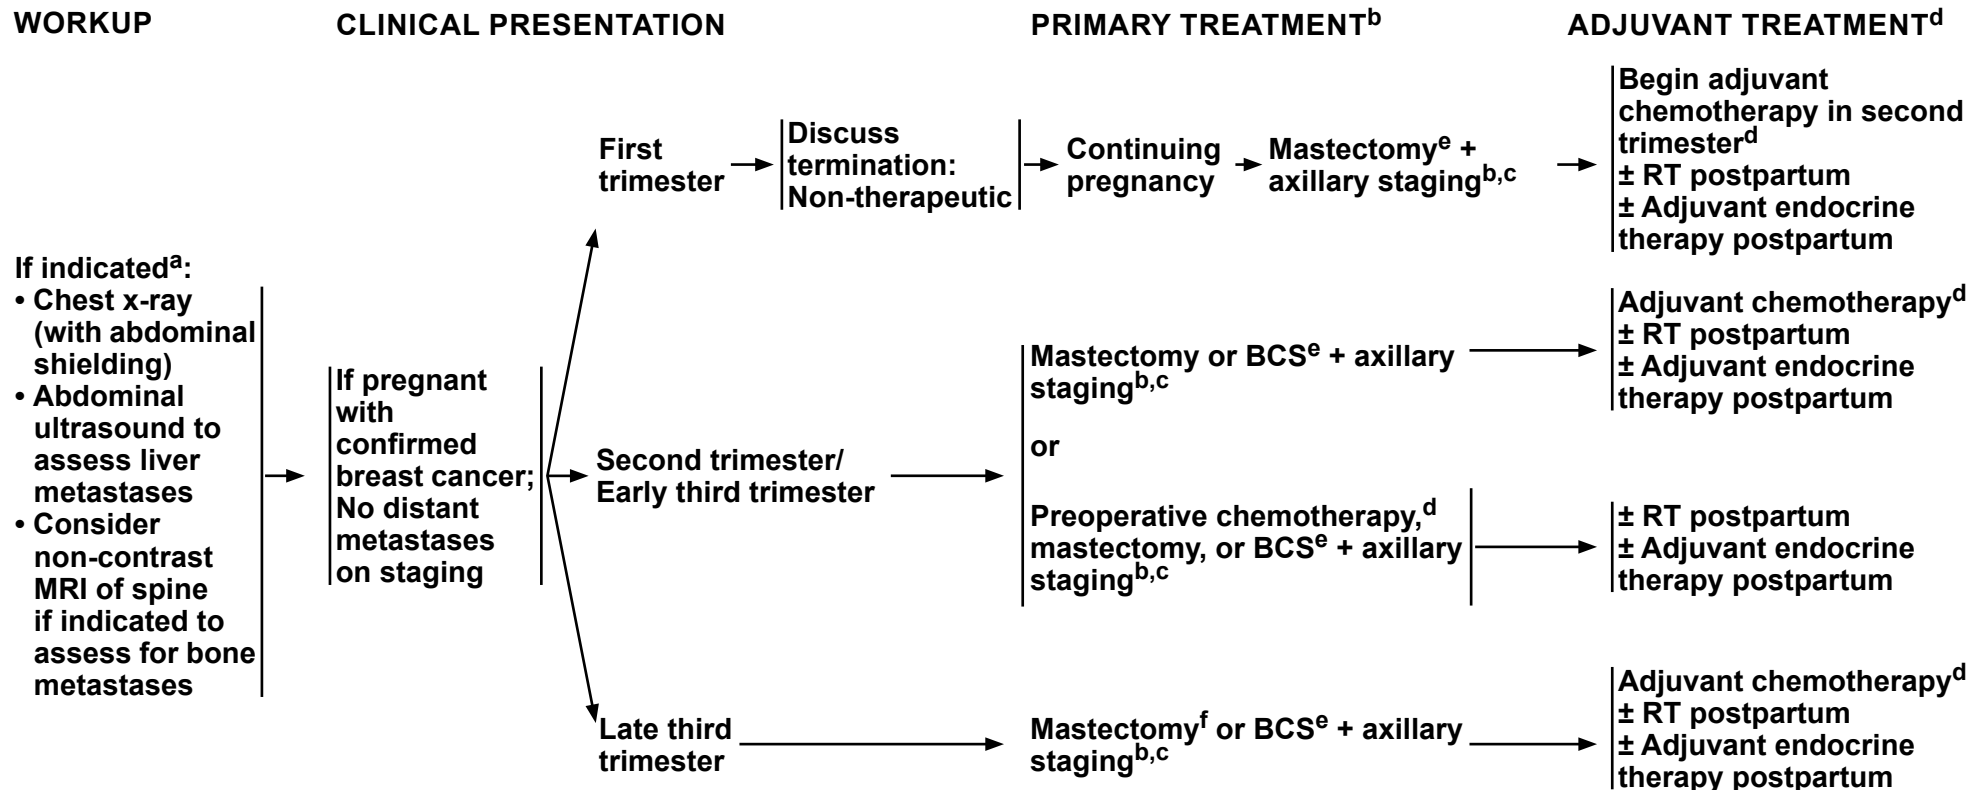 WORKUP
CLINICAL PRESENTATION
PRIMARY TREATMENTb
ADJUVANT TREATMENTd
If indicateda:
• Chest x-ray
(with abdominal
shielding)
• Abdominal
ultrasound to
assess liver
metastases
• Consider
non-contrast
MRI of spine
if indicated to
assess for bone
metastases
If pregnant
with
confirmed
breast cancer;
No distant
metastases
on staging
First
trimester
Discuss
termination:
Non-therapeutic
Continuing
pregnancy
Mastectomye +
axillary stagingb,c
Begin adjuvant
chemotherapy in second
trimesterd
± RT postpartum
± Adjuvant endocrine
therapy postpartum
Second trimester/
Early third trimester
Mastectomy or BCSe + axillary
stagingb,c
Adjuvant chemotherapyd
± RT postpartum
± Adjuvant endocrine
therapy postpartum
or
Preoperative chemotherapy,d
mastectomy, or BCSe + axillary
stagingb,c
± RT postpartum
± Adjuvant endocrine
therapy postpartum
Late third
trimester
Mastectomyf or BCSe + axillary
stagingb,c
Adjuvant chemotherapyd
± RT postpartum
± Adjuvant endocrine
therapy postpartum